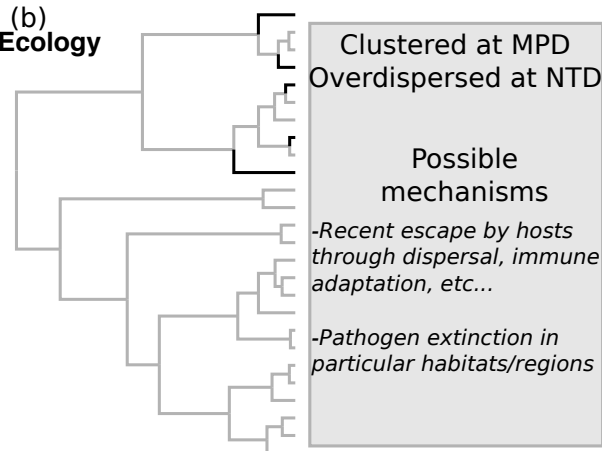 (b)
Ecology
Clustered at MPD
Overdispersed at NTD
Possible
mechanisms
-Recent escape by hosts
through dispersal, immune
adaptation, etc...
-Pathogen extinction in
particular habitats/regions